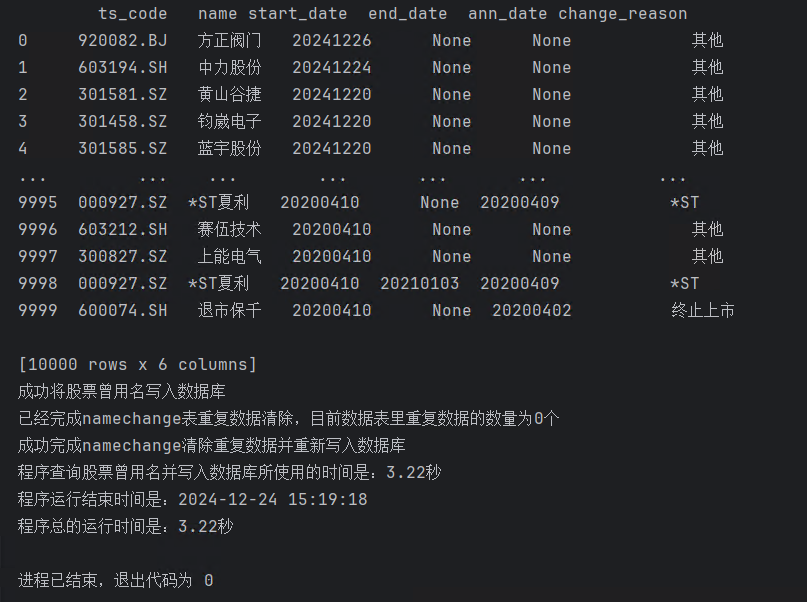 ts_code name start_date end_date ann_date change_reason
0 920082.BJ 方正阀门 20241226 None None 其他
1 603194.SH 中力股份 20241224 None None 其他
2 301581.SZ 黄山谷捷 20241220 None None 其他
3 301458.SZ 钧崴电子 20241220 None None 其他
4 301585.SZ 蓝宇股份 20241220 None None 其他
... ... ... ... ... ... ...
9995 000927.SZ *ST夏利 20200410 None 20200409 *ST
9996 603212.SH 赛伍技术 20200410 None None 其他
9997 300827.SZ 上能电气 20200410 None None 其他
9998 000927.SZ *ST夏利 20200410 20210103 20200409 *ST
9999 600074.SH 退市保千 20200410 None 20200402 终止上市
[10000 rows x 6 columns]
成功将股票曾用名写入数据库
已经完成namechange表重复数据清除，目前数据表里重复数据的数量为0个
成功完成namechange清除重复数据并重新写入数据库
程序查询股票曾用名并写入数据库所使用的时间是：3.22秒
程序运行结束时间是：2024-12-24 15:19:18
程序总的运行时间是：3.22秒
进程已结束，退出代码为 0